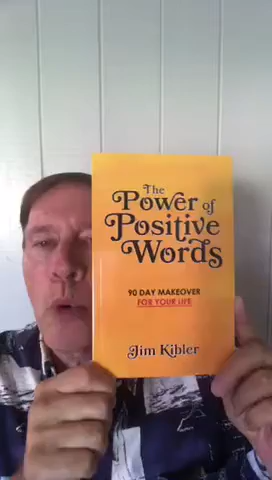 The
Power of
Positive
Words
90 DAY MAKEOVER
FOR YOUR LIFE
Jim Kibler